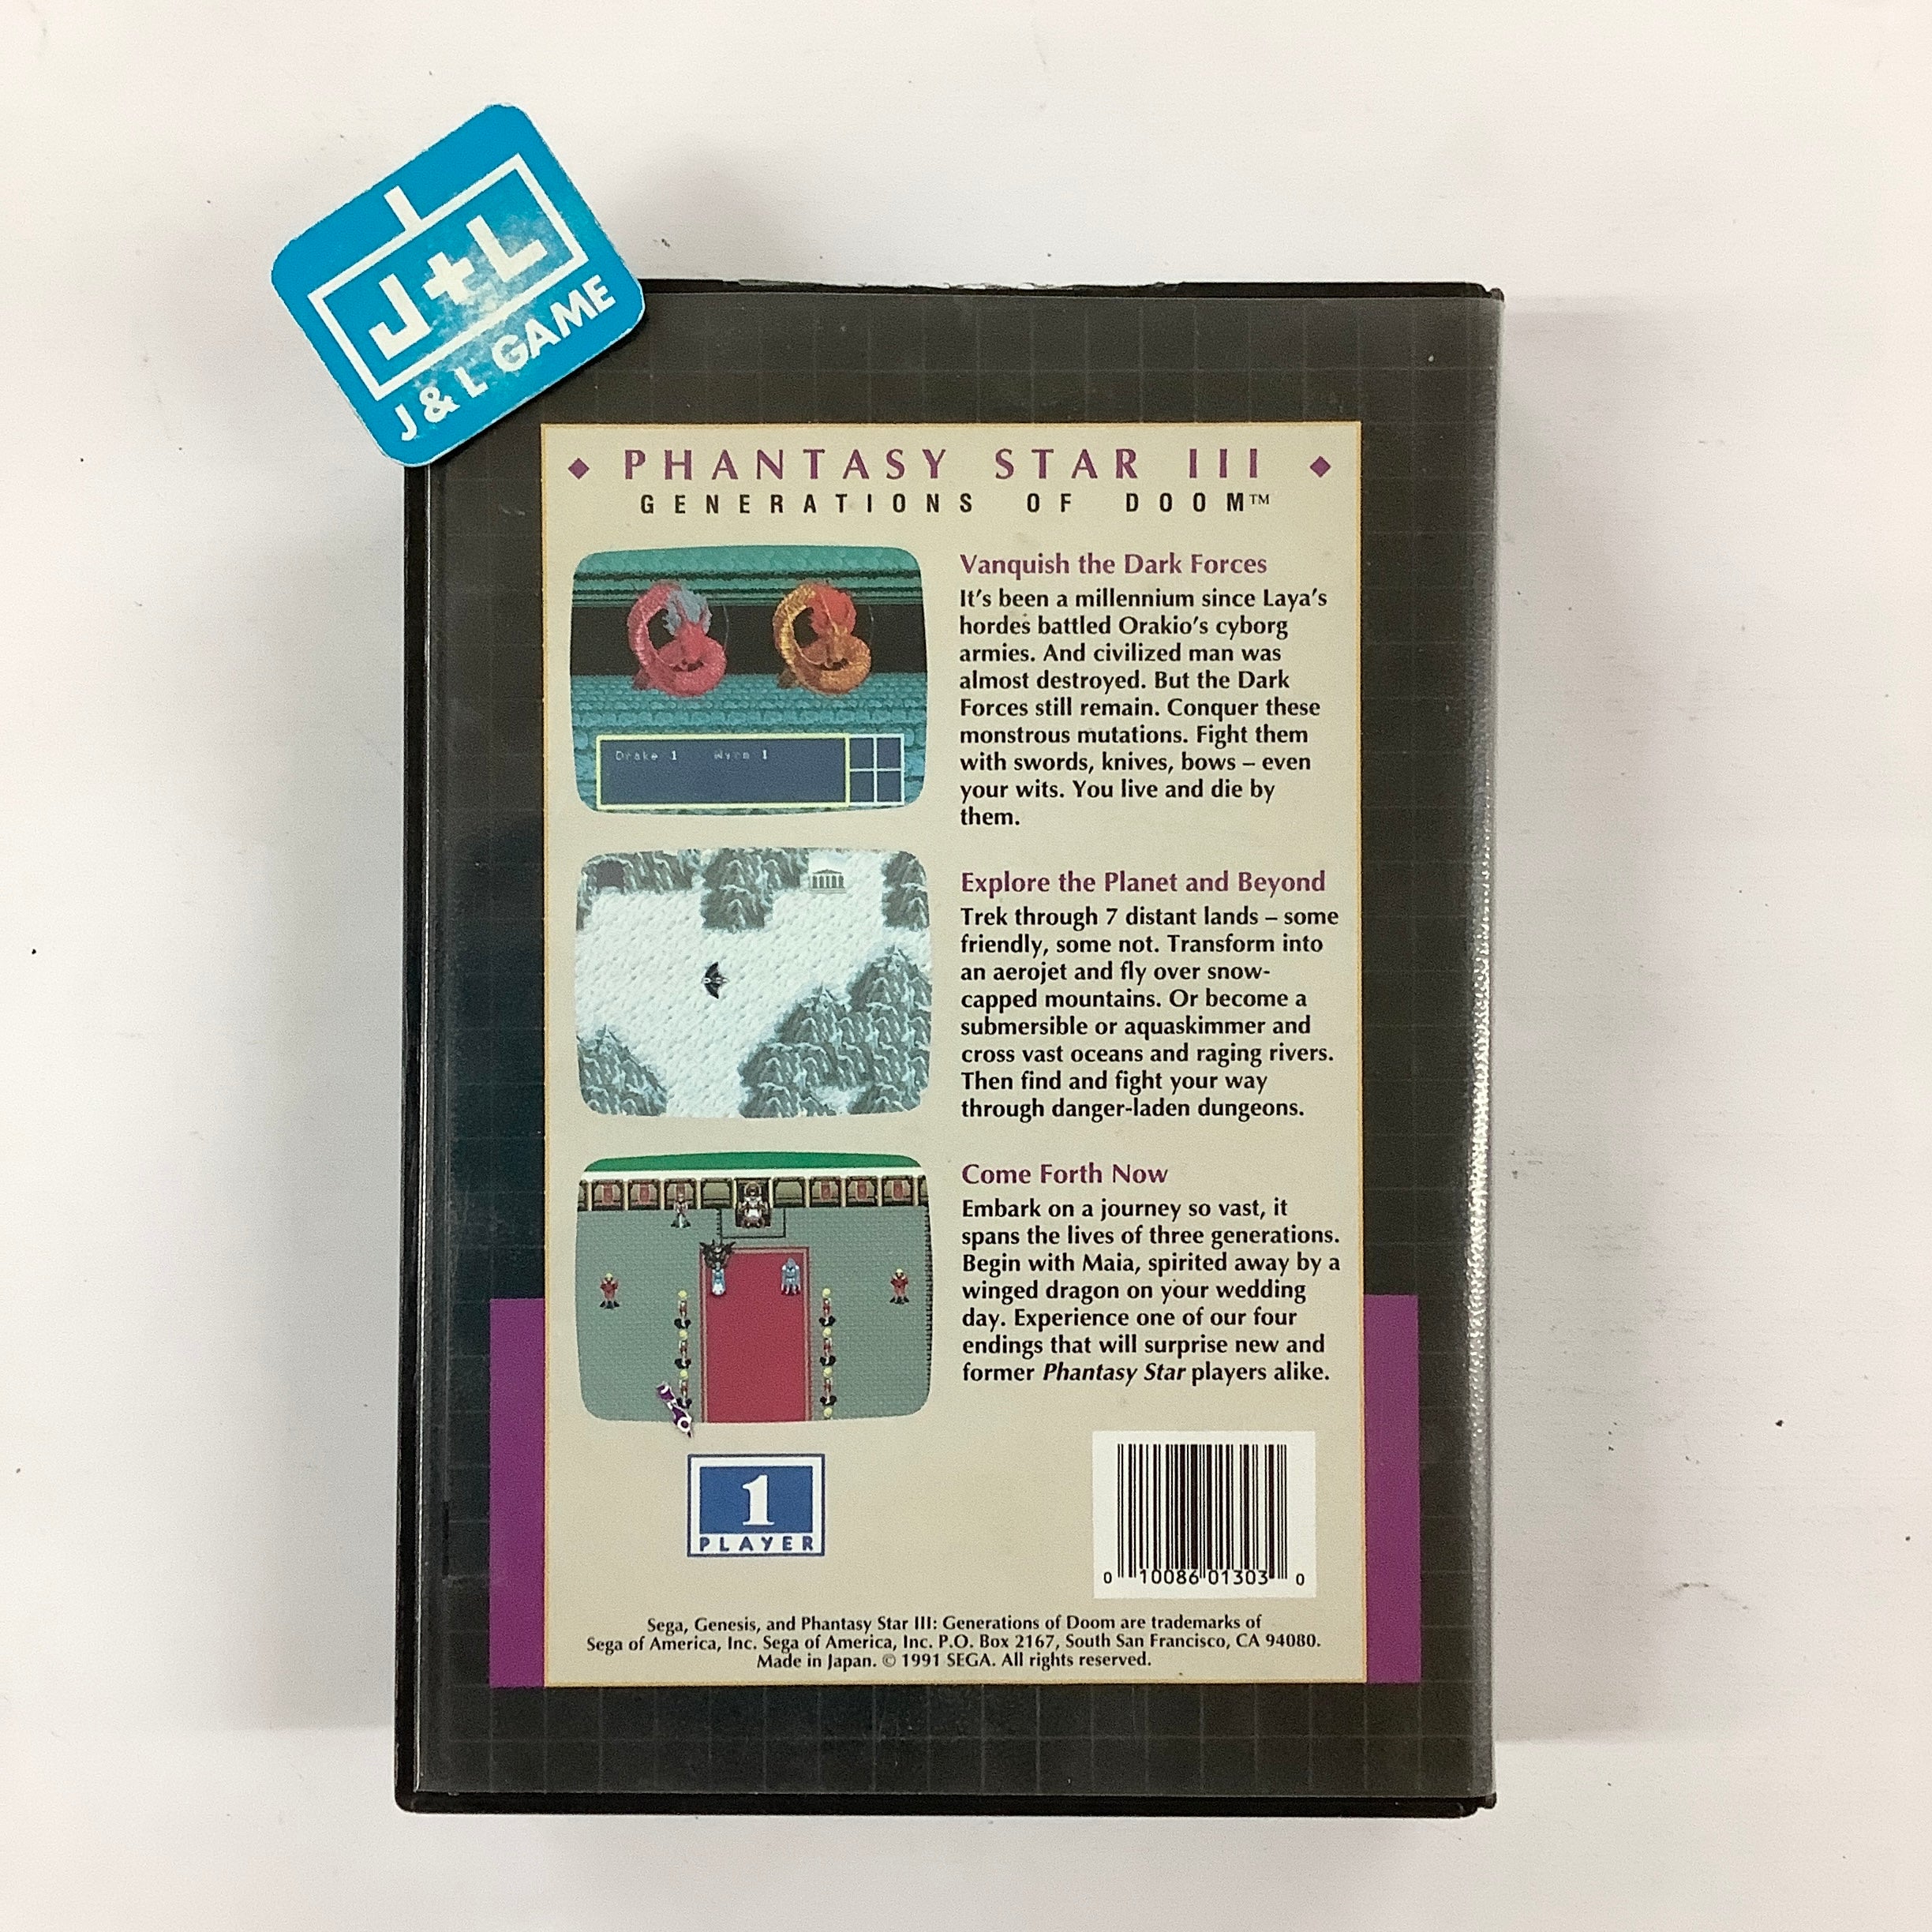 J+L
J & L GAME
◆ PHANTASY STAR III ◆
GENERATIONS OF DOOM™
Drake 1 Wyrm 1
Vanquish the Dark Forces
It's been a millennium since Laya's
hordes battled Orakio's cyborg
armies. And civilized man was
almost destroyed. But the Dark
Forces still remain. Conquer these
monstrous mutations. Fight them
with swords, knives, bows – even
your wits. You live and die by
them.
Explore the Planet and Beyond
Trek through 7 distant lands – some
friendly, some not. Transform into
an aerojet and fly over snow-
capped mountains. Or become a
submersible or aquaskimmer and
cross vast oceans and raging rivers.
Then find and fight your way
through danger-laden dungeons.
Come Forth Now
Embark on a journey so vast, it
spans the lives of three generations.
Begin with Maia, spirited away by a
winged dragon on your wedding
day. Experience one of our four
endings that will surprise new and
former Phantasy Star players alike.
1
PLAYER
0 10086 01303 0
Sega, Genesis, and Phantasy Star III: Generations of Doom are trademarks of
Sega of America, Inc. Sega of America, Inc. P.O. Box 2167, South San Francisco, CA 94080.
Made in Japan. © 1991 SEGA. All rights reserved.